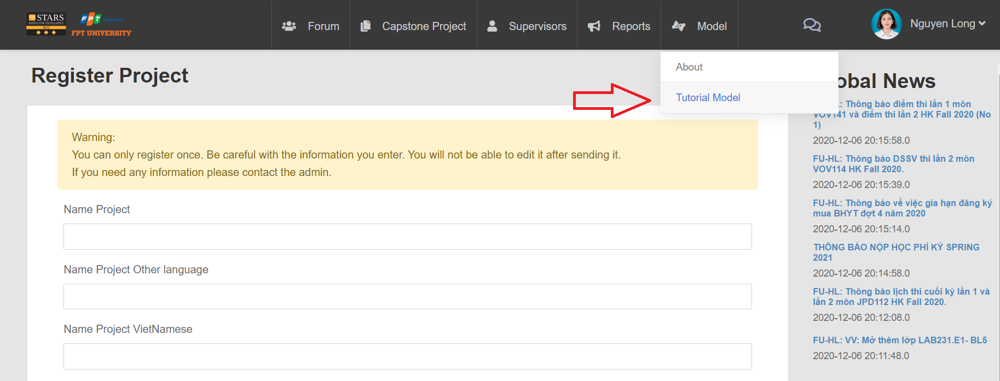 STARS
RATED FOR EXCELLENCE
2012
FPT Education
FPT UNIVERSITY
Forum
Capstone Project
Supervisors
Reports
Model
Nguyen Long
About
Tutorial Model
Register Project
Warning:
You can only register once. Be careful with the information you enter. You will not be able to edit it after sending it.
If you need any information please contact the admin.
Name Project
Name Project Other language
Name Project VietNamese
obal News
L: Thông báo điểm thi lần 1 môn
VOV141 và điểm thi lần 2 HK Fall 2020 (No
1)
2020-12-06 20:15:58.0
FU-HL: Thông báo DSSV thi lần 2 môn
VOV114 HK Fall 2020.
2020-12-06 20:15:39.0
FU-HL: Thông báo về việc gia hạn đăng ký
mua BHYT đợt 4 năm 2020
2020-12-06 20:15:14.0
THÔNG BÁO NỘP HỌC PHÍ KỲ SPRING
2021
2020-12-06 20:14:58.0
FU-HL: Thông báo lịch thi cuối kỳ lần 1 và
lần 2 môn JPD112 HK Fall 2020.
2020-12-06 20:12:08.0
FU-HL: VV: Mở thêm lớp LAB231.E1- BL5
2020-12-06 20:11:48.0